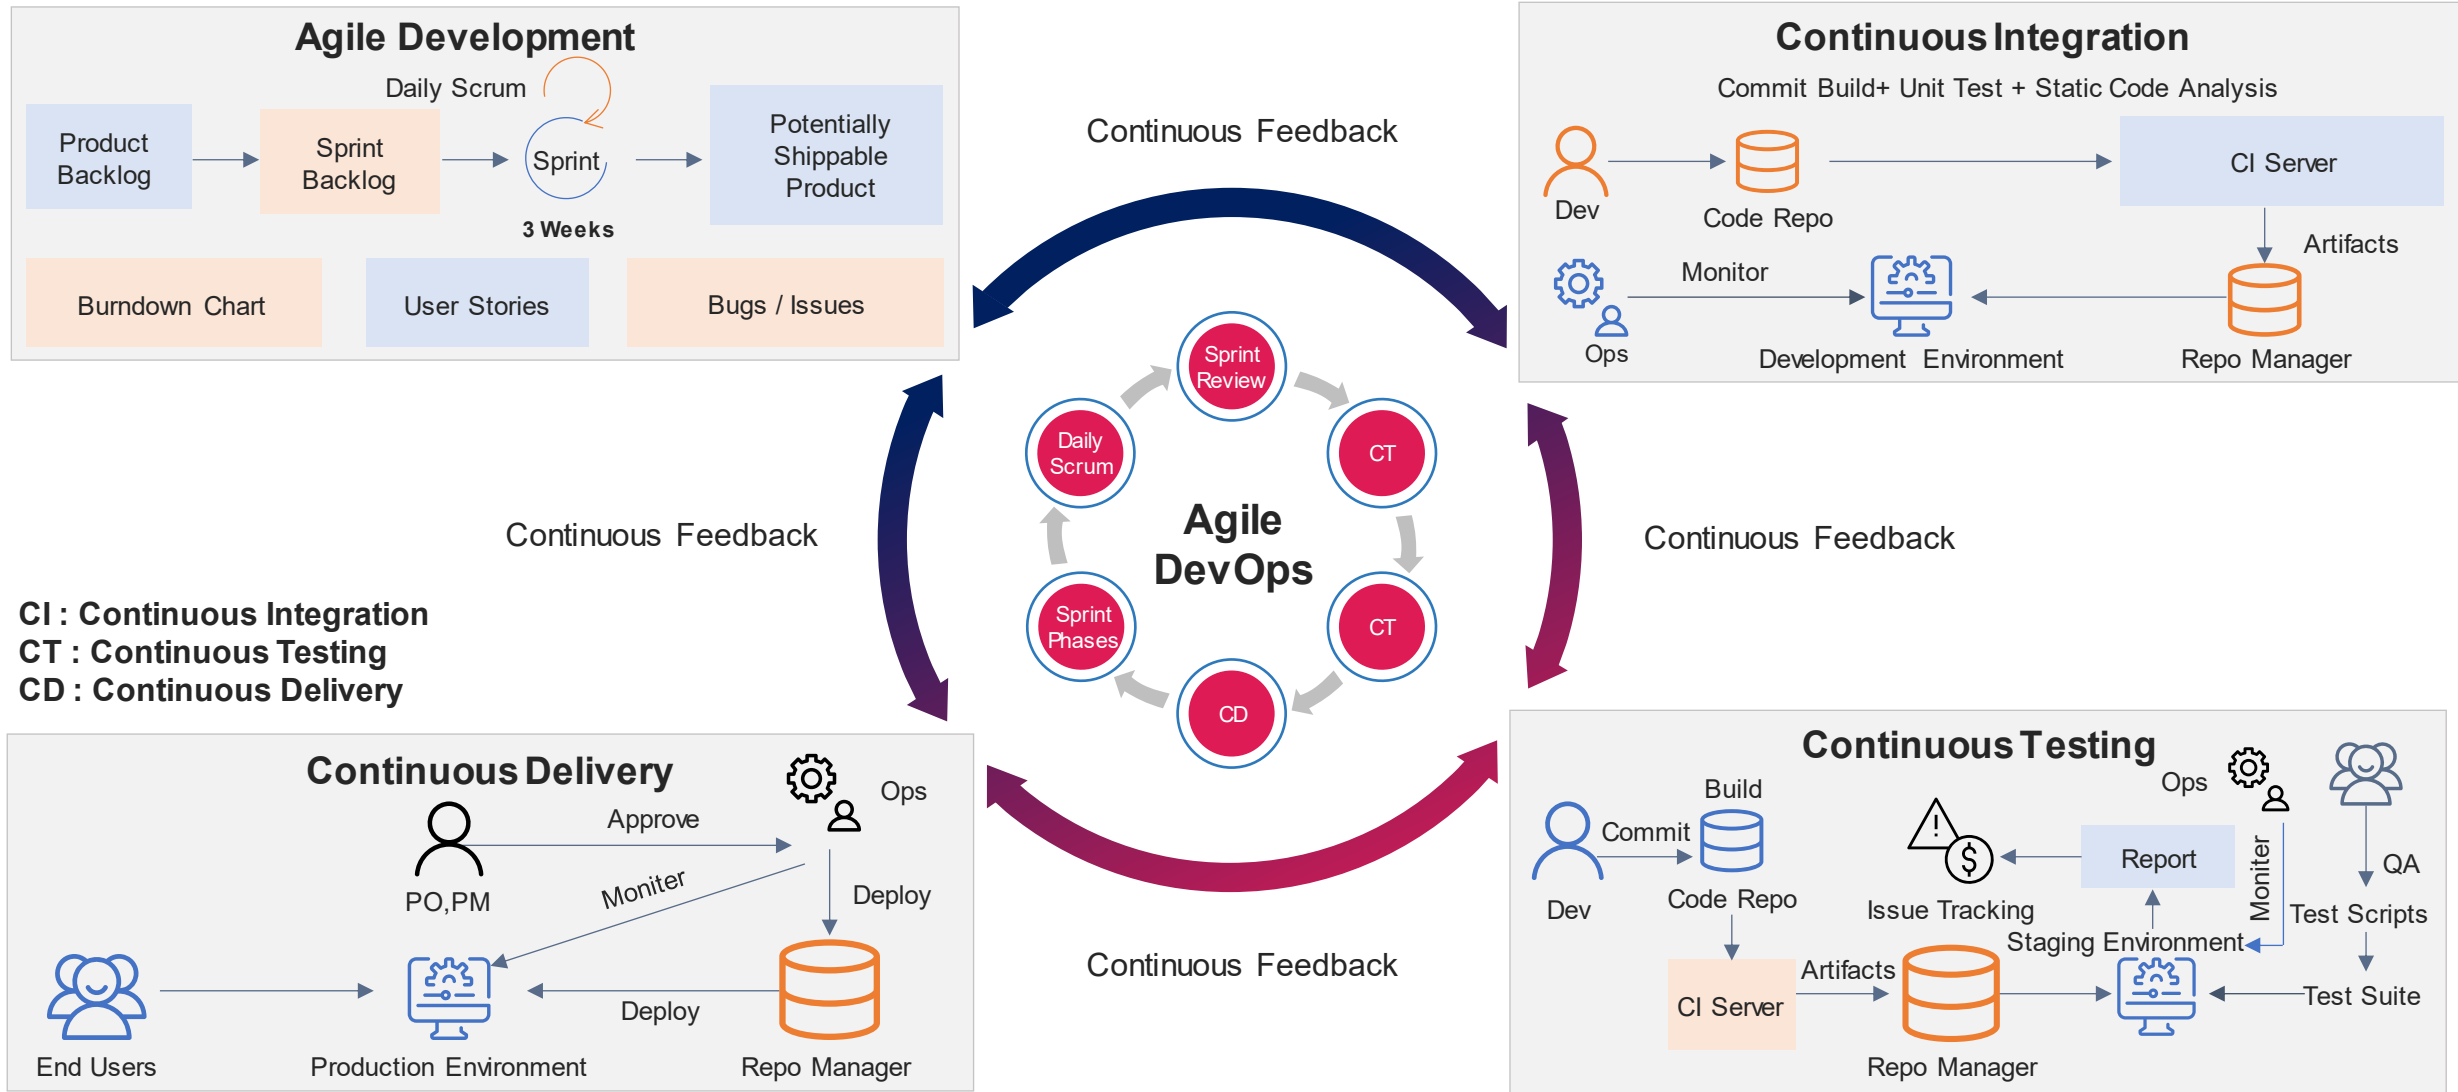 Agile Development
Daily Scrum
Product
Backlog
Sprint
Backlog
Sprint
3 Weeks
Potentially
Shippable
Product
Burndown Chart
User Stories
Bugs / Issues
Continuous Feedback
Continuous Integration
Commit Build+ Unit Test + Static Code Analysis
Dev
Code Repo
CI Server
Artifacts
Monitor
Ops
Development Environment
Repo Manager
Sprint
Review
Daily
Scrum
CT
Agile
DevOps
Sprint
Phases
CT
CD
Continuous Feedback
Continuous Feedback
CI : Continuous Integration
CT : Continuous Testing
CD : Continuous Delivery
Continuous Delivery
Ops
Approve
PO,PM
Moniter
Deploy
Deploy
End Users
Production Environment
Repo Manager
Continuous Feedback
Continuous Testing
Ops
Build
Commit
Dev
Code Repo
Issue Tracking
Report
Moniter
QA
Test Scripts
Staging Environment
Artifacts
CI Server
Test Suite
Repo Manager